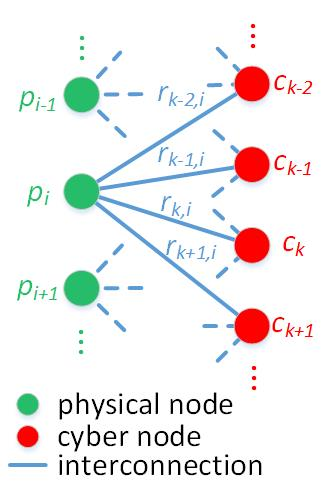 c_{k-2}
p_{i-1}
r_{k-2,i}
r_{k-1,i}
c_{k-1}
p_i
r_{k,i}
c_k
r_{k+1,i}
p_{i+1}
c_{k+1}
physical node
cyber node
interconnection